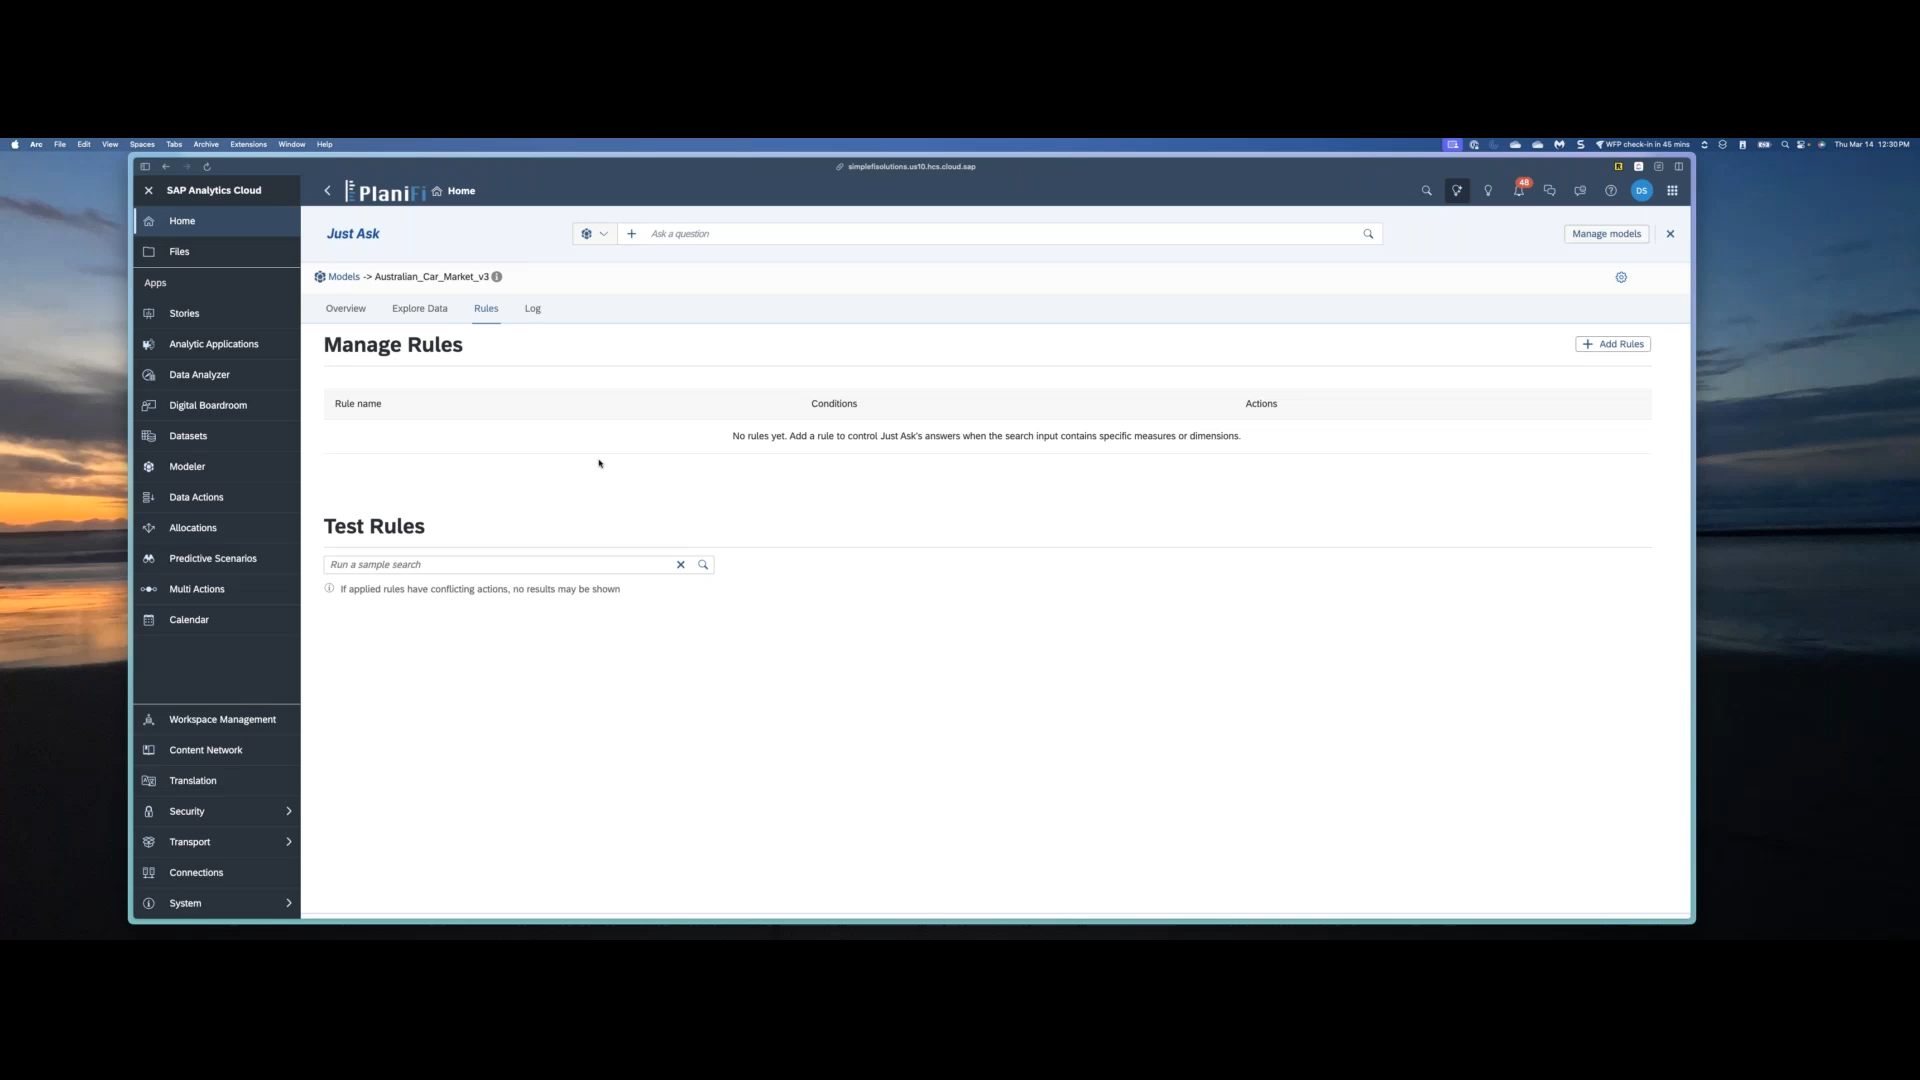 Arc File Edit View Spaces Tabs Archive Extensions Window Help
WFP check-in in 45 mins
Thu Mar 14 12:30 PM
simplefisolutions.us10.hcs.cloud.sap
SAP Analytics Cloud
PlaniFi
Home
48
DS
Home
Files
Apps
Stories
Analytic Applications
Data Analyzer
Digital Boardroom
Datasets
Modeler
Data Actions
Allocations
Predictive Scenarios
Multi Actions
Calendar
Workspace Management
Content Network
Translation
Security
Transport
Connections
System
Just Ask
Ask a question
Manage models
Models -> Australian_Car_Market_v3
Overview Explore Data Rules Log
Manage Rules
Add Rules
Rule name Conditions Actions
No rules yet. Add a rule to control Just Ask's answers when the search input contains specific measures or dimensions.
Test Rules
Run a sample search
If applied rules have conflicting actions, no results may be shown